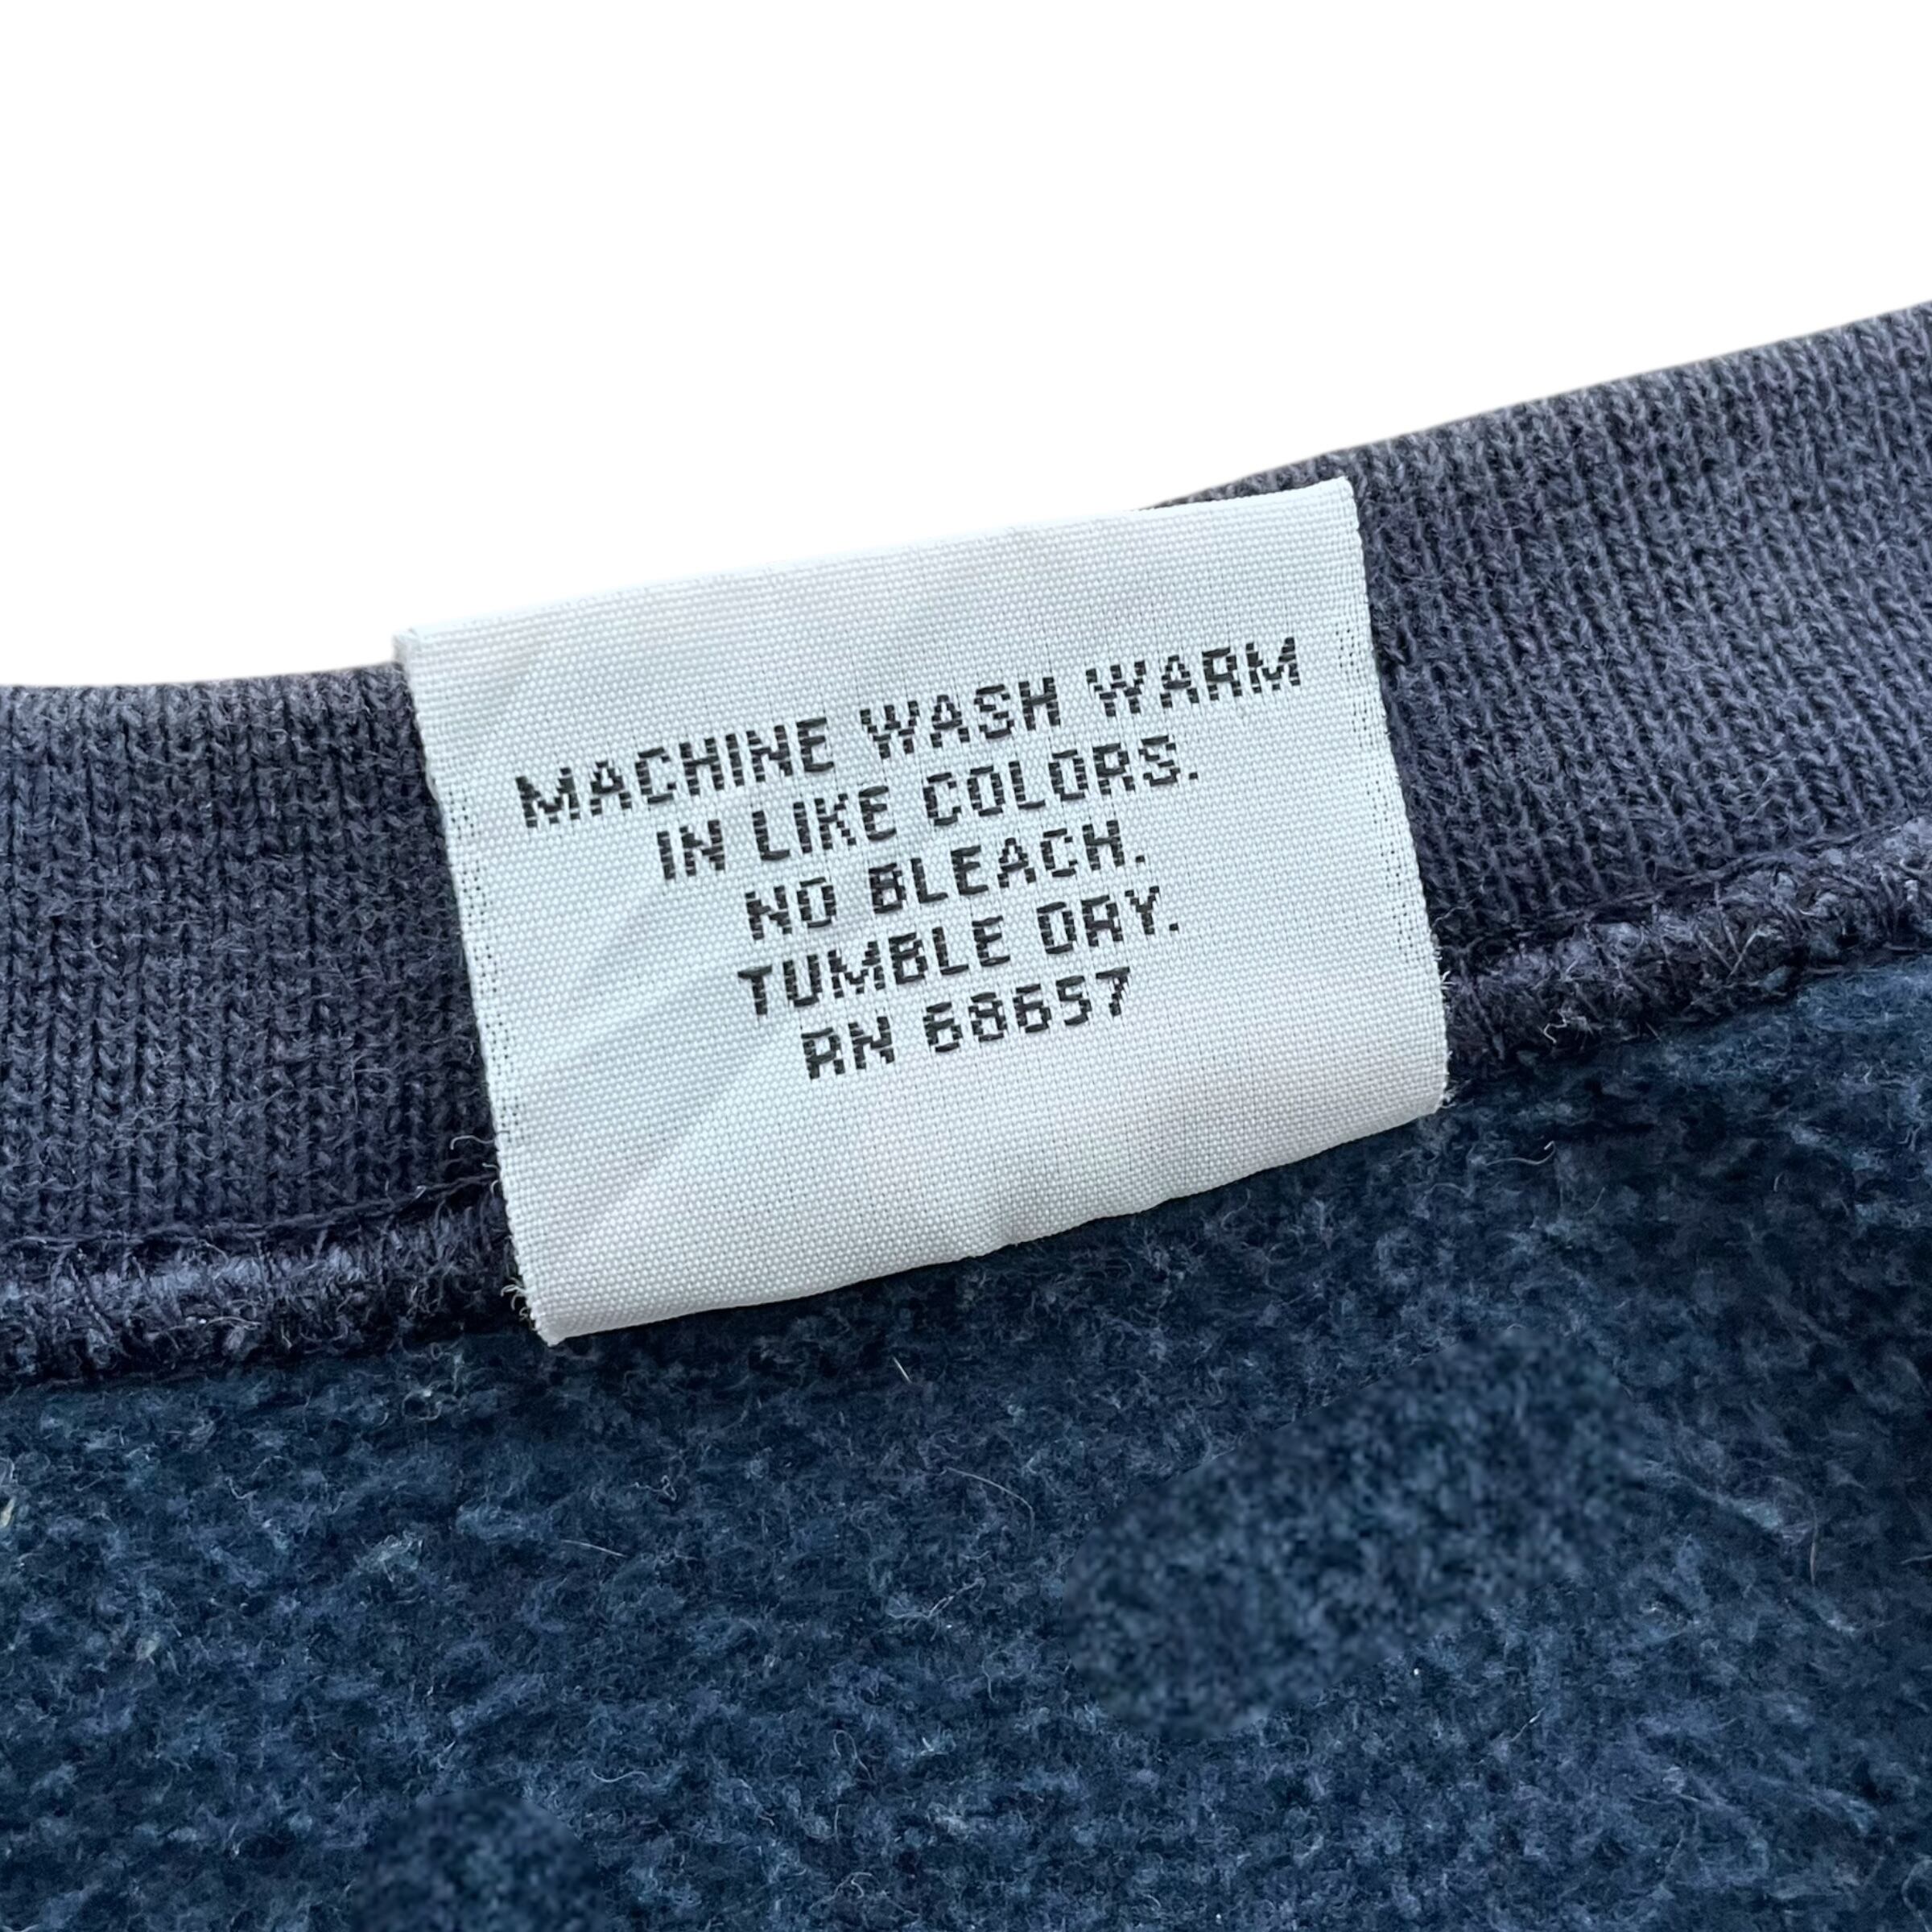 MACHINE WASH WARM
IN LIKE COLORS.
NO BLEACH.
TUMBLE DRY.
RN 68657